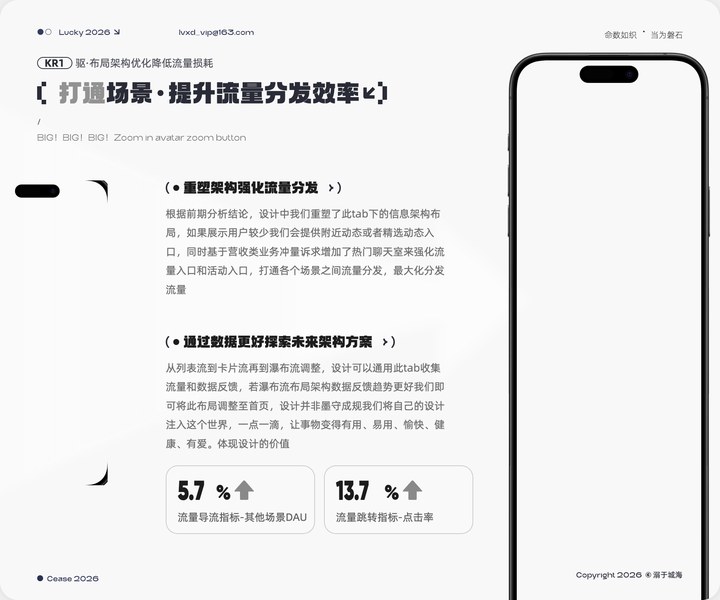 Lucky 2026
lvxd_vip@163.com
命数如织 · 当为磐石
KR1 驱·布局架构优化降低流量损耗
打通场景·提升流量分发效率
/
BIG! BIG! BIG! Zoom in avatar zoom button
重塑架构强化流量分发
根据前期分析结论，设计中我们重塑了此tab下的信息架构布
局，如果展示用户较少我们会提供附近动态或者精选动态入
口，同时基于营收类业务冲量诉求增加了热门聊天室来强化流
量入口和活动入口，打通各个场景之间流量分发，最大化分发
流量
通过数据更好探索未来架构方案
从列表流到卡片流再到瀑布流调整，设计可以通用此tab收集
流量和数据反馈，若瀑布流布局架构数据反馈趋势更好我们即
可将此布局调整至首页，设计并非墨守成规我们将自己的设计
注入这个世界，一点一滴，让事物变得有用、易用、愉快、健
康、有爱。体现设计的价值
5.7 %
流量导流指标-其他场景DAU
13.7 %
流量跳转指标-点击率
Cease 2026
Copyright 2026 ®溺于城海